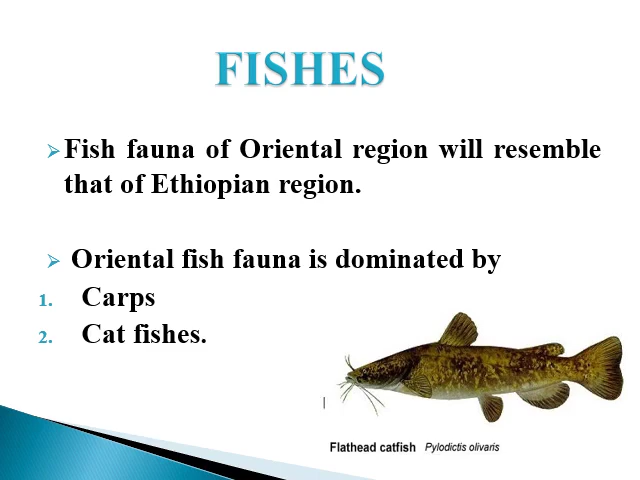 FISHES
Fish fauna of Oriental region will resemble
that of Ethiopian region.
Oriental fish fauna is dominated by
1. Carps
2. Cat fishes.
Flathead catfish Pylodictis olivaris